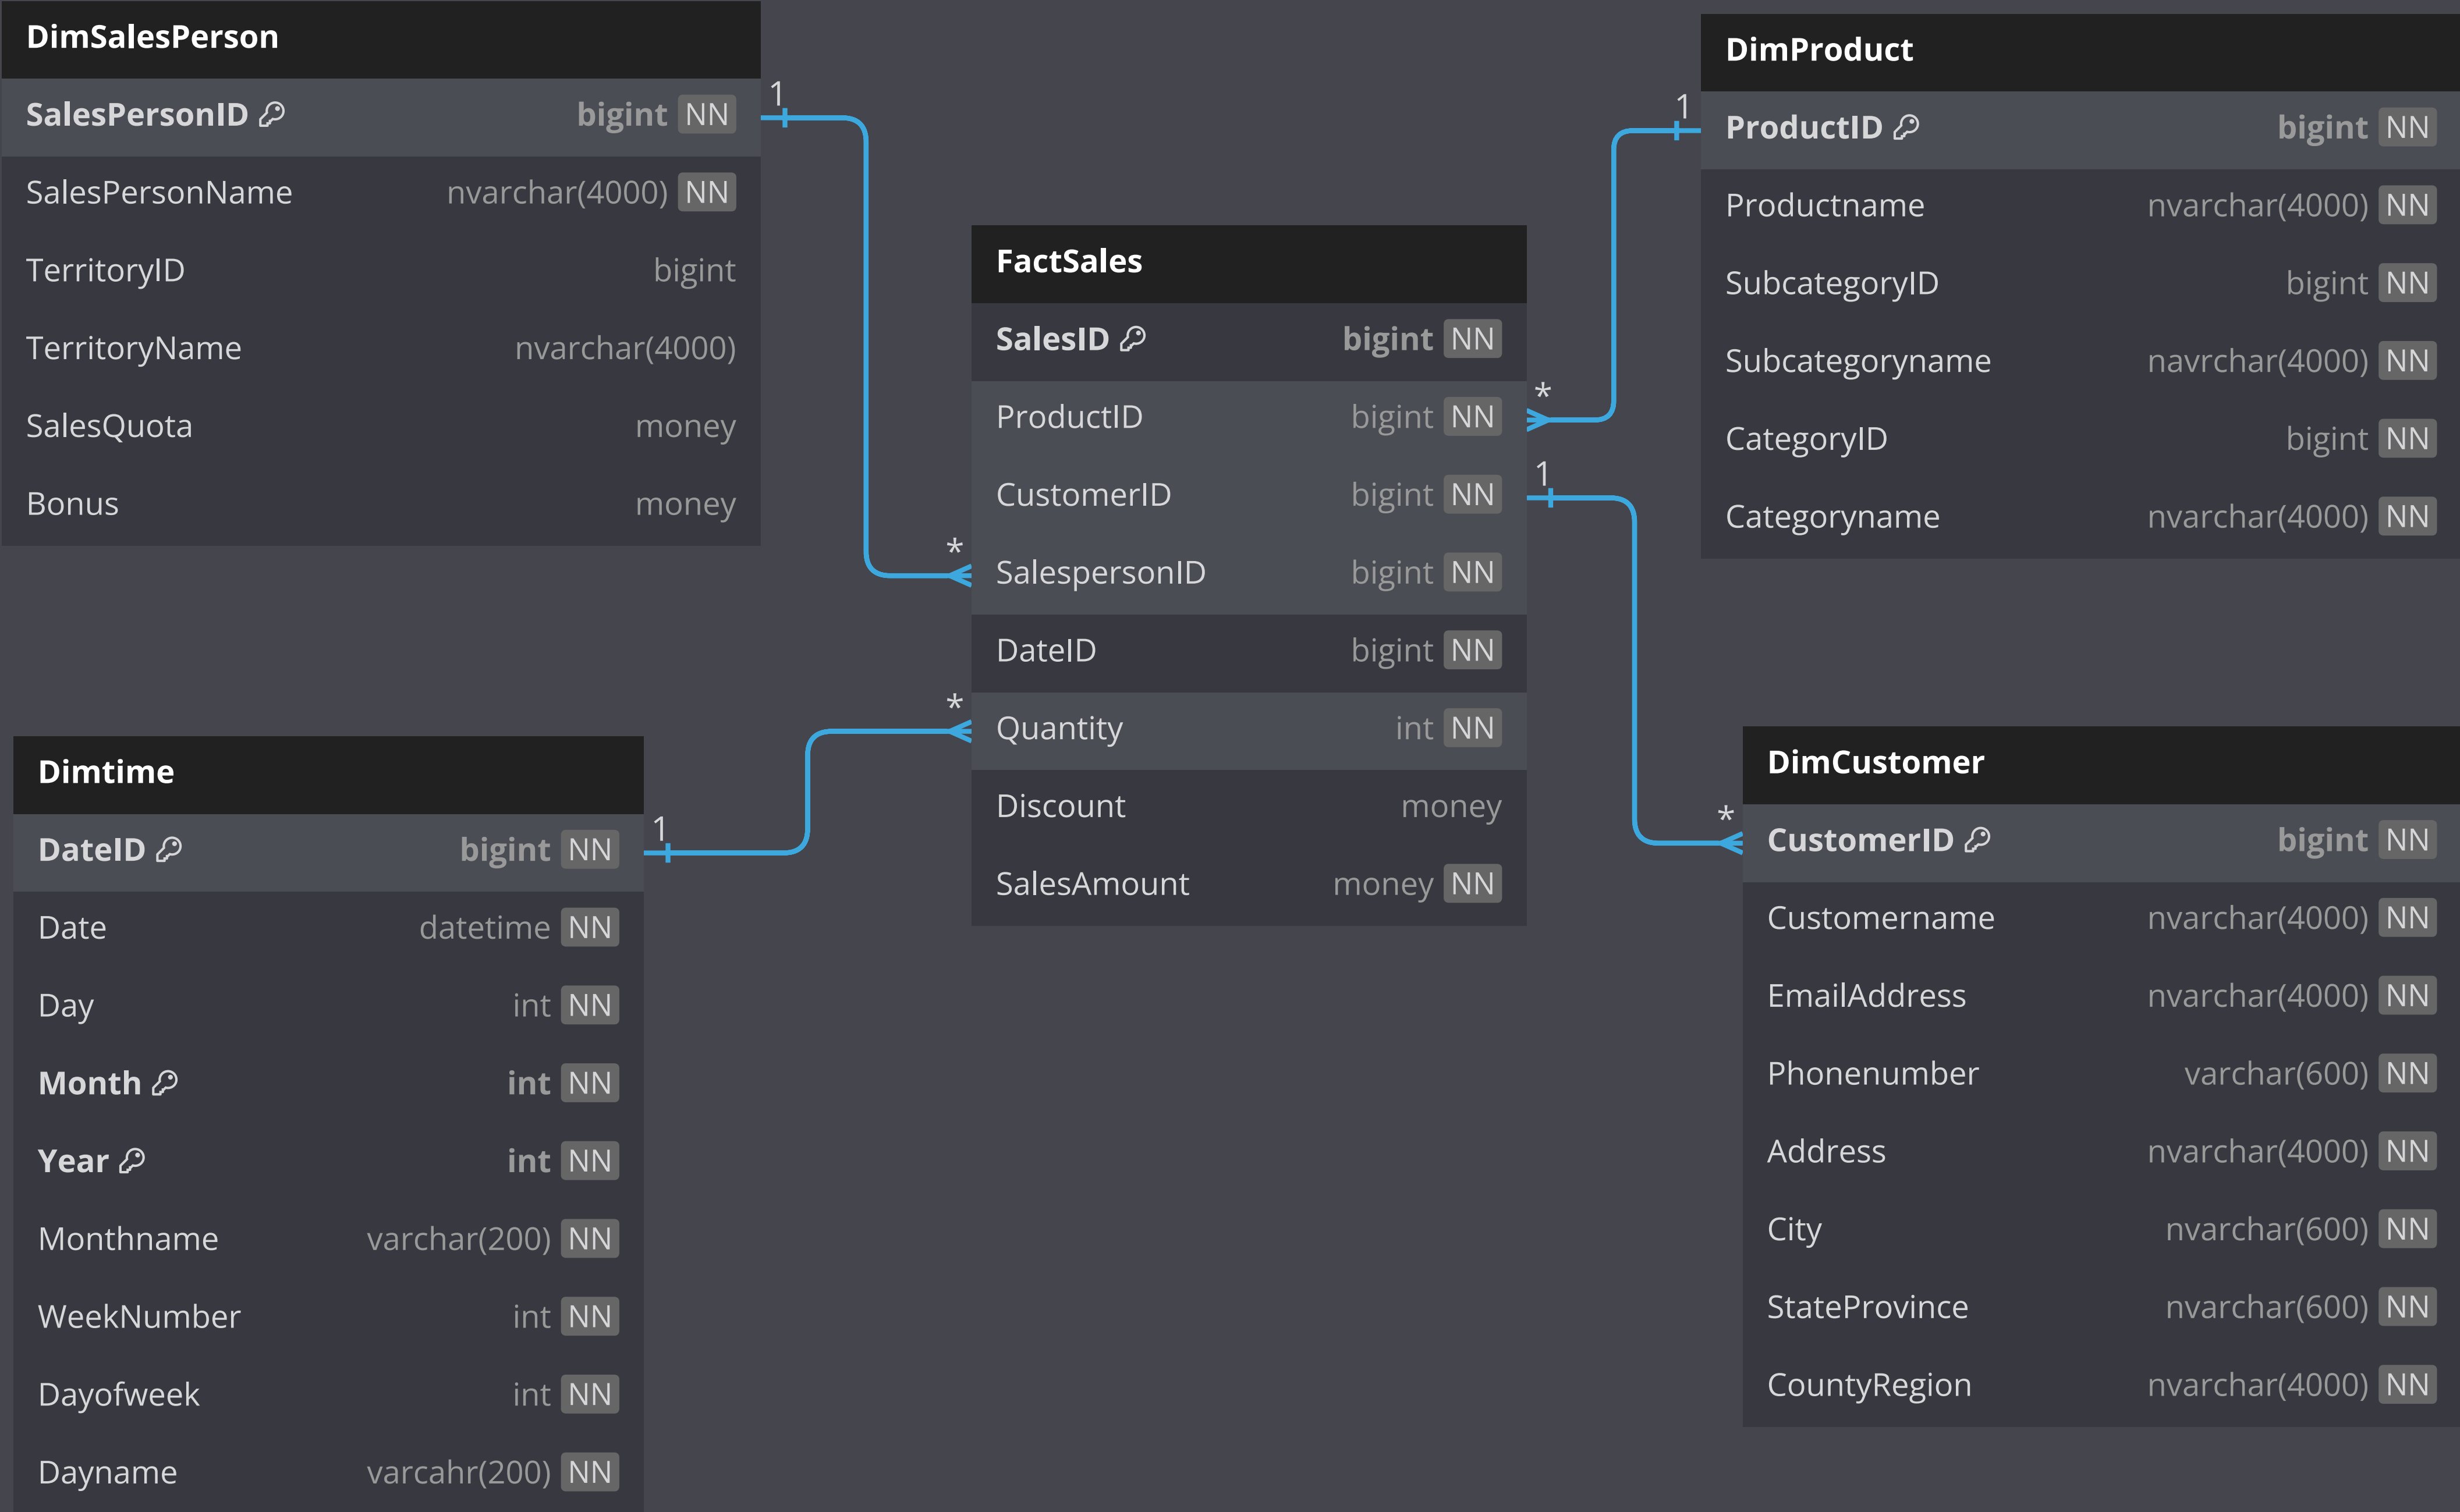 DimSalesPerson
SalesPersonID bigint NN
SalesPersonName nvarchar(4000) NN
TerritoryID bigint
TerritoryName nvarchar(4000)
SalesQuota money
Bonus money
1
*
DimProduct
ProductID bigint NN
Productname nvarchar(4000) NN
SubcategoryID bigint NN
Subcategoryname navrchar(4000) NN
CategoryID bigint NN
Categoryname nvarchar(4000) NN
1
*
FactSales
SalesID bigint NN
ProductID bigint NN
CustomerID bigint NN
SalespersonID bigint NN
DateID bigint NN
Quantity int NN
Discount money
SalesAmount money NN
1
*
Dimtime
DateID bigint NN
Date datetime NN
Day int NN
Month int NN
Year int NN
Monthname varchar(200) NN
WeekNumber int NN
Dayofweek int NN
Dayname varcahr(200) NN
1
*
DimCustomer
CustomerID bigint NN
Customername nvarchar(4000) NN
EmailAddress nvarchar(4000) NN
Phonenumber varchar(600) NN
Address nvarchar(4000) NN
City nvarchar(600) NN
StateProvince nvarchar(600) NN
CountyRegion nvarchar(4000) NN